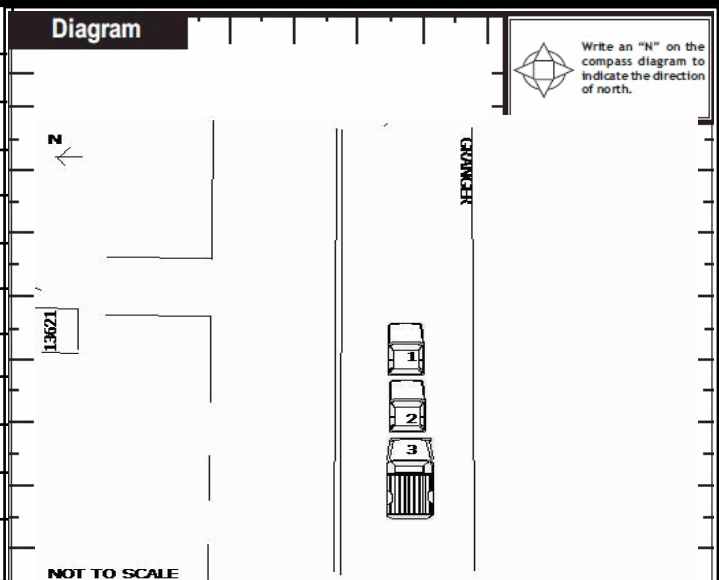 Diagram
Write an “N” on the
compass diagram to
indicate the direction
of north.
N
GRANGER
13621
1
2
3
NOT TO SCALE